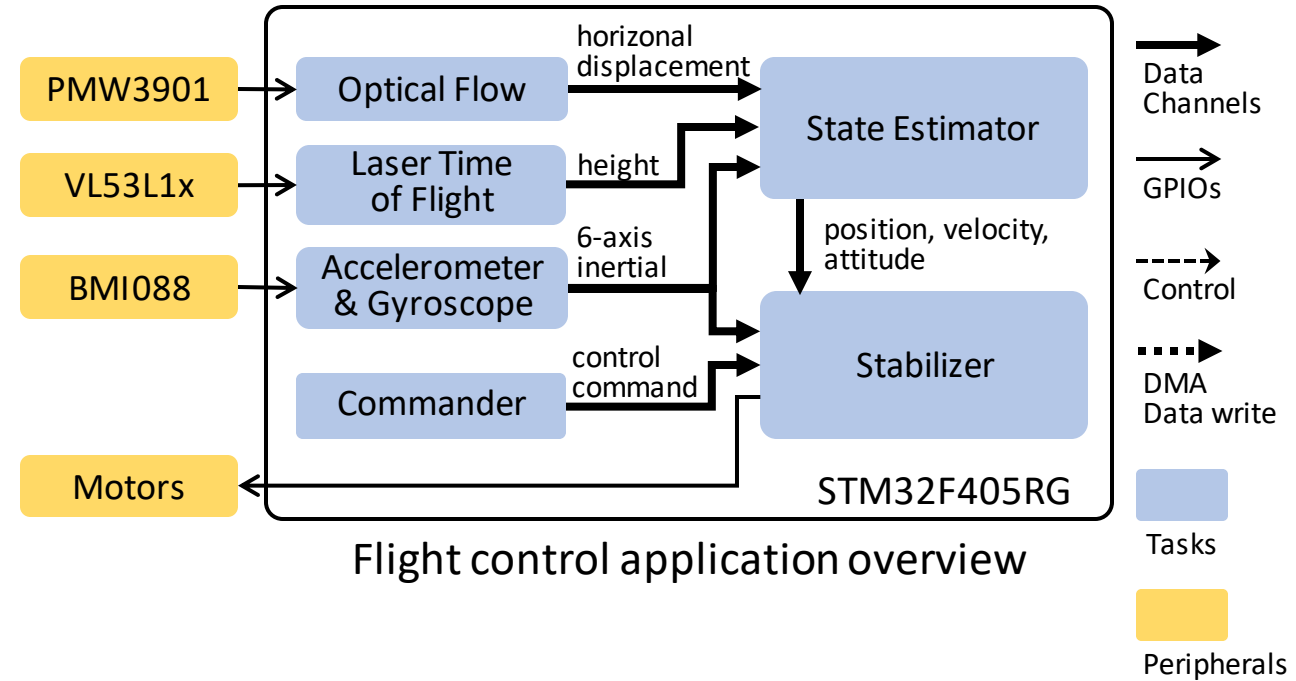 horizonal
displacement
PMW3901
Optical Flow
State Estimator
Data
Channels
VL53L1x
Laser Time
of Flight
height
GPIOs
6-axis
inertial
position, velocity,
attitude
BMI088
Accelerometer
& Gyroscope
Control
control
command
Commander
Stabilizer
DMA
Data write
Motors
STM32F405RG
Tasks
Flight control application overview
Peripherals